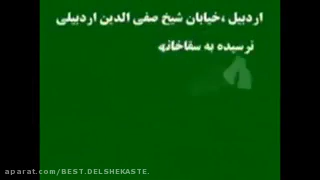 اردبیل ،خیابان شیخ صفی الدین اردبیلی
نرسیده به سقاخانه
aparat.com/BEST.DELSHEKASTE.